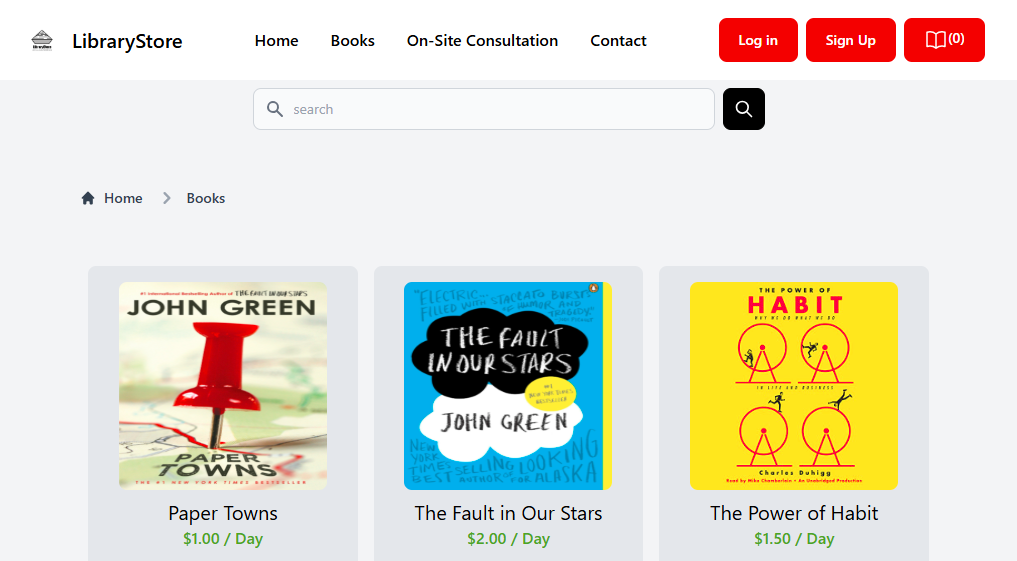 LibraryStore
Home
Books
On-Site Consultation
Contact
Log in
Sign Up
(0)
search
Home
Books
#1 International Bestselling Author of THE FAULT IN OUR STARS
JOHN GREEN
PAPER
TOWNS
THE #1 NEW YORK TIMES BESTSELLER
"ELECTRIC...
FILLED WITH STACCATO BURSTS
OF HUMOR AND
TRAGEDY."
THE FAULT
IN OUR STARS
#1
NEW YORK TIMES
BESTSELLER
JOHN GREEN
NEW YORK
TIMES
BEST SELLING
AUTHOR OF
LOOKING
FOR ALASKA
THE POWER OF
HABIT
WHY WE DO WHAT WE DO
IN LIFE AND BUSINESS
Charles Duhigg
Read by Mike Chamberlain • An Unabridged Production
Paper Towns
$1.00 / Day
The Fault in Our Stars
$2.00 / Day
The Power of Habit
$1.50 / Day